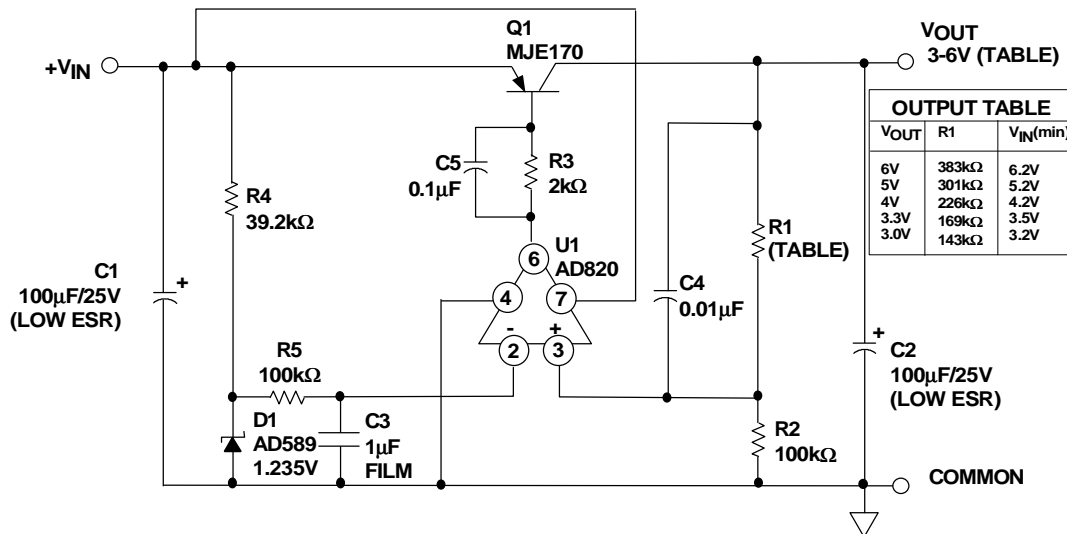 Q1
MJE170
+VIN
VOUT
3-6V (TABLE)
OUTPUT TABLE
VOUT R1 VIN(min)
6V 383kΩ 6.2V
5V 301kΩ 5.2V
4V 226kΩ 4.2V
3.3V 169kΩ 3.5V
3.0V 143kΩ 3.2V
C5
0.1μF
R3
2kΩ
R4
39.2kΩ
U1
AD820
6
4
7
-
+
2
3
R1
(TABLE)
C4
0.01μF
C1
100μF/25V
(LOW ESR)
+
+
C2
100μF/25V
(LOW ESR)
R5
100kΩ
D1
AD589
1.235V
C3
1μF
FILM
R2
100kΩ
COMMON